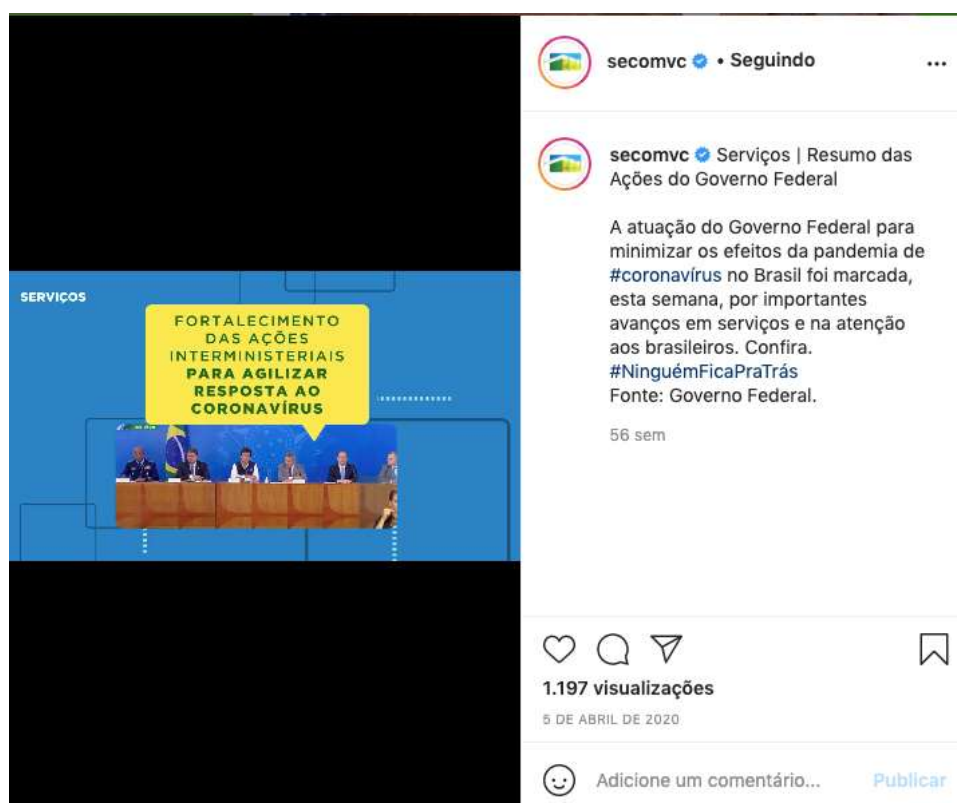 SERVIÇOS
FORTALECIMENTO
DAS AÇÕES
INTERMINISTERIAIS
PARA AGILIZAR
RESPOSTA AO
CORONAVÍRUS
secomvc • Seguindo
...
secomvc Serviços | Resumo das
Ações do Governo Federal
A atuação do Governo Federal para
minimizar os efeitos da pandemia de
#coronavírus no Brasil foi marcada,
esta semana, por importantes
avanços em serviços e na atenção
aos brasileiros. Confira.
#NinguémFicaPraTrás
Fonte: Governo Federal.
56 sem
1.197 visualizações
5 DE ABRIL DE 2020
Adicione um comentário... Publicar